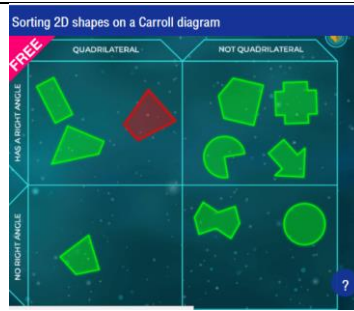 Sorting 2D shapes on a Carroll diagram
FREE
QUADRILATERAL
NOT QUADRILATERAL
HAS A RIGHT ANGLE
NO RIGHT ANGLE
?